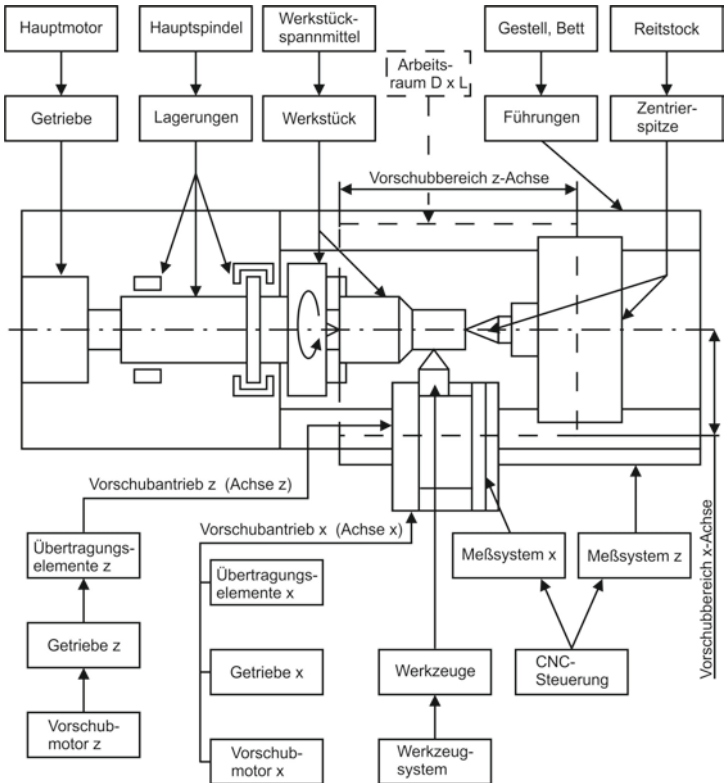 Hauptmotor
Hauptspindel
Werkstück-
spannmittel
Gestell, Bett
Reitstock
Arbeits-
raum D x L
Getriebe
Lagerungen
Werkstück
Führungen
Zentrier-
spitze
Vorschubbereich z-Achse
Vorschubantrieb z (Achse z)
Vorschubantrieb x (Achse x)
Vorschubbereich x-Achse
Übertragungs-
elemente z
Übertragungs-
elemente x
Meßsystem x
Meßsystem z
Getriebe z
Getriebe x
Werkzeuge
CNC-
Steuerung
Vorschub-
motor z
Vorschub-
motor x
Werkzeug-
system